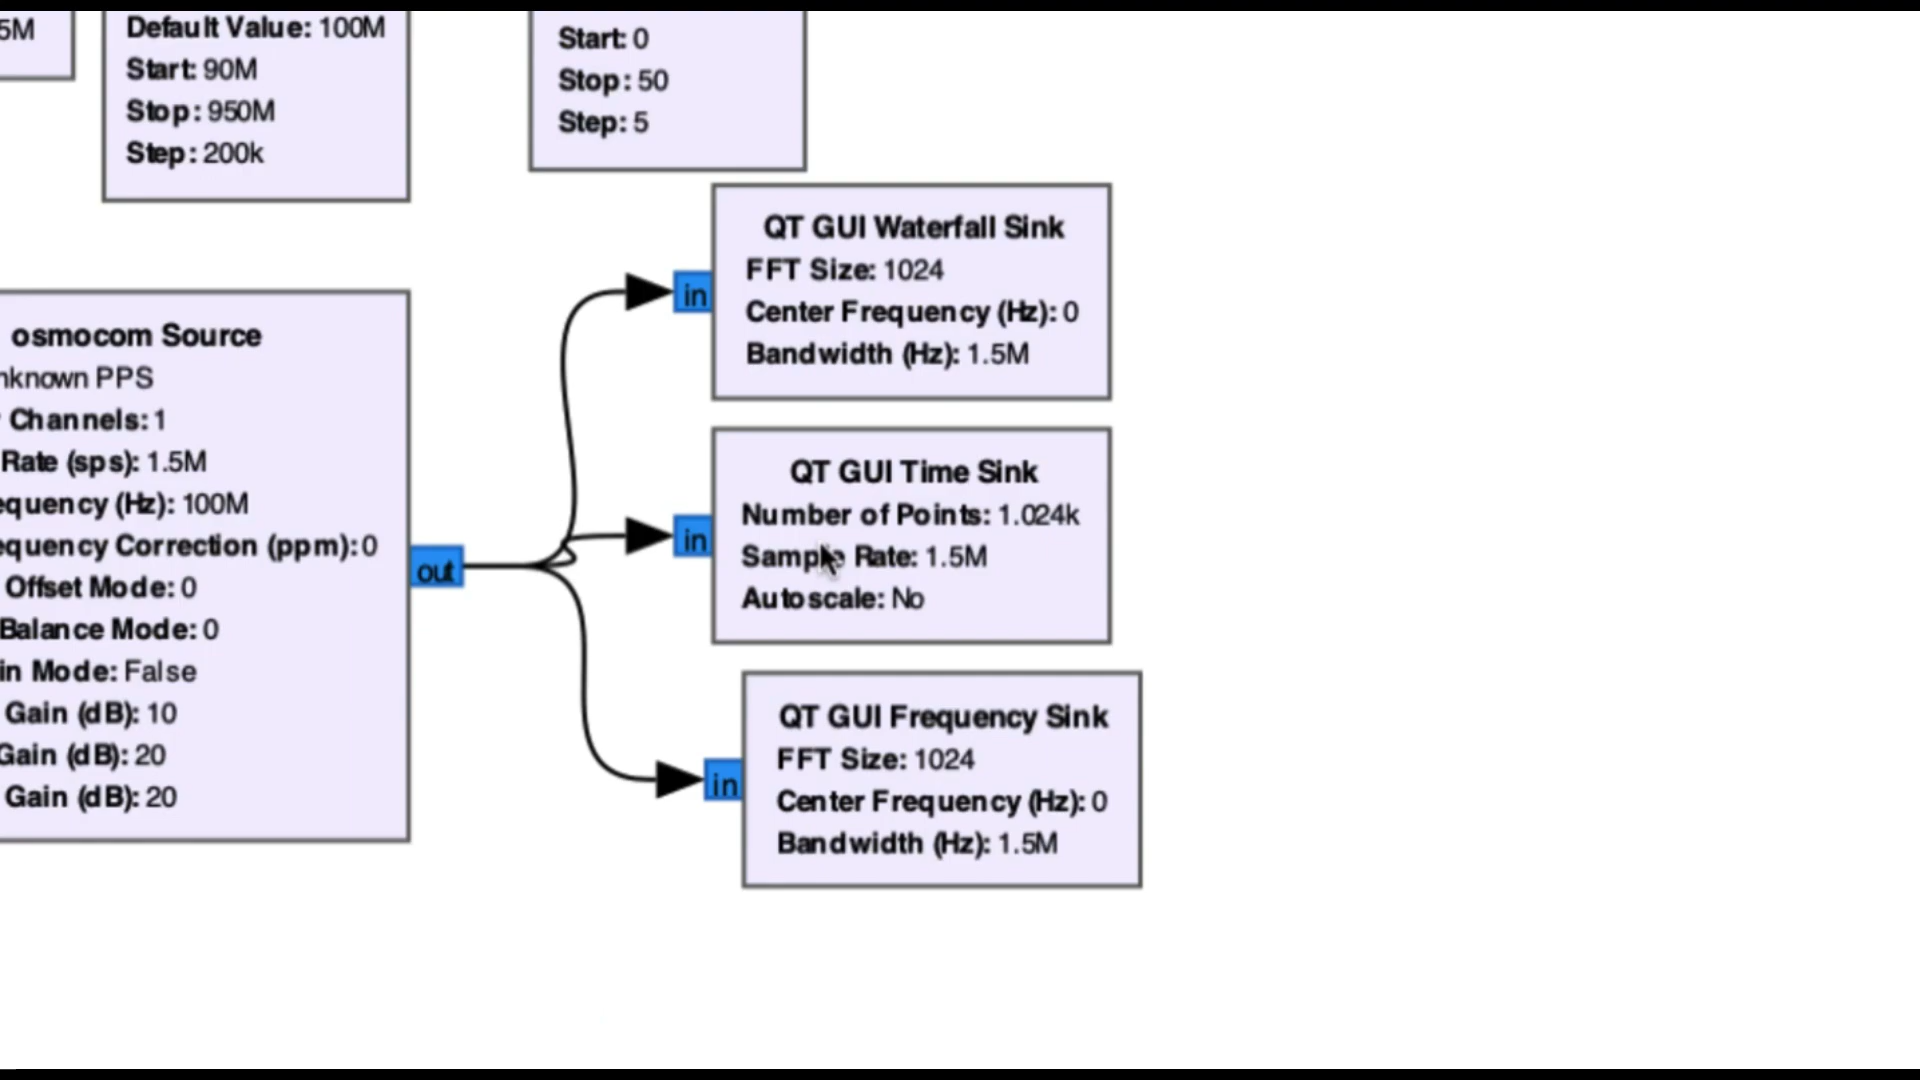 5M
Default Value: 100M
Start: 90M
Stop: 950M
Step: 200k
Start: 0
Stop: 50
Step: 5
QT GUI Waterfall Sink
FFT Size: 1024
Center Frequency (Hz): 0
Bandwidth (Hz): 1.5M
in
osmocom Source
nknown PPS
Channels: 1
Rate (sps): 1.5M
equency (Hz): 100M
equency Correction (ppm): 0
Offset Mode: 0
Balance Mode: 0
in Mode: False
Gain (dB): 10
Gain (dB): 20
Gain (dB): 20
out
QT GUI Time Sink
Number of Points: 1.024k
Sample Rate: 1.5M
Autoscale: No
in
QT GUI Frequency Sink
FFT Size: 1024
Center Frequency (Hz): 0
Bandwidth (Hz): 1.5M
in